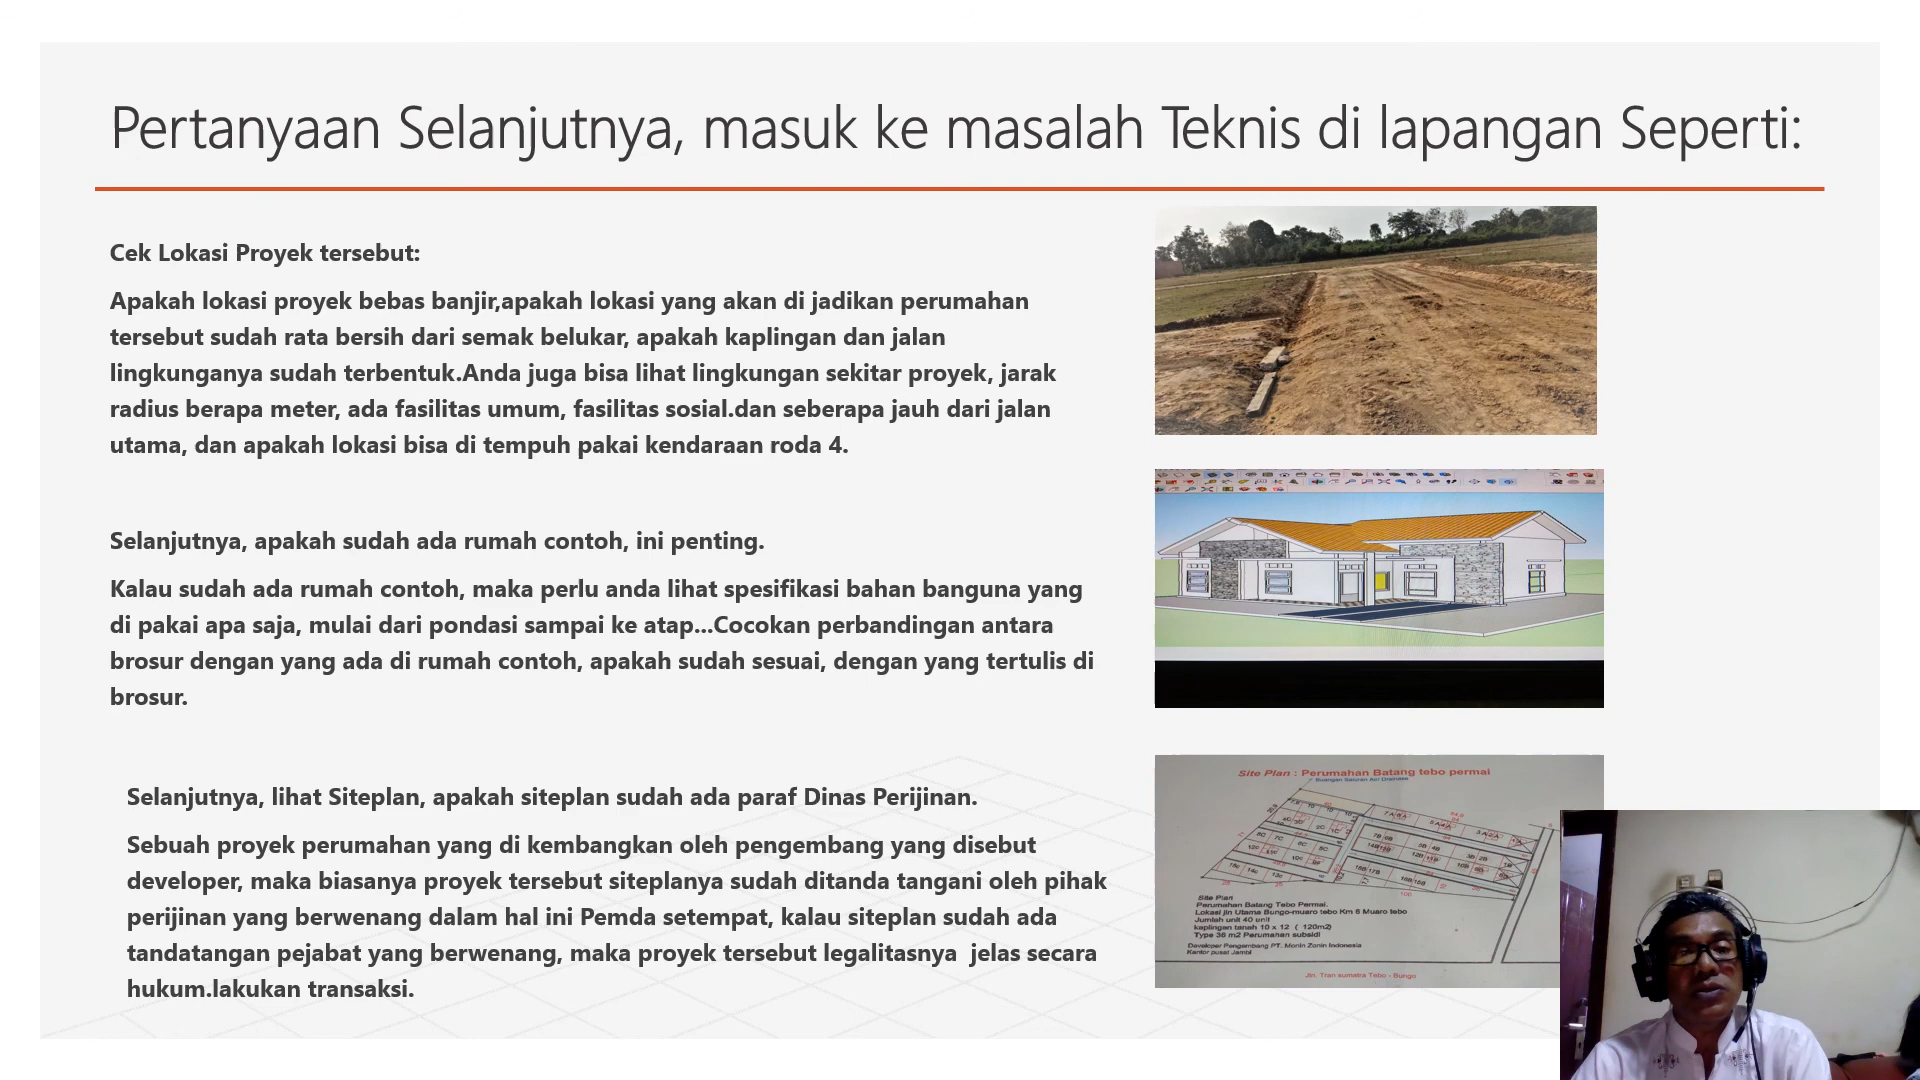 Pertanyaan Selanjutnya, masuk ke masalah Teknis di lapangan Seperti:
Cek Lokasi Proyek tersebut:
Apakah lokasi proyek bebas banjir,apakah lokasi yang akan di jadikan perumahan
tersebut sudah rata bersih dari semak belukar, apakah kaplingan dan jalan
lingkunganya sudah terbentuk.Anda juga bisa lihat lingkungan sekitar proyek, jarak
radius berapa meter, ada fasilitas umum, fasilitas sosial.dan seberapa jauh dari jalan
utama, dan apakah lokasi bisa di tempuh pakai kendaraan roda 4.
Selanjutnya, apakah sudah ada rumah contoh, ini penting.
Kalau sudah ada rumah contoh, maka perlu anda lihat spesifikasi bahan banguna yang
di pakai apa saja, mulai dari pondasi sampai ke atap...Cocokan perbandingan antara
brosur dengan yang ada di rumah contoh, apakah sudah sesuai, dengan yang tertulis di
brosur.
Selanjutnya, lihat Siteplan, apakah siteplan sudah ada paraf Dinas Perijinan.
Sebuah proyek perumahan yang di kembangkan oleh pengembang yang disebut
developer, maka biasanya proyek tersebut siteplanya sudah ditanda tangani oleh pihak
perijinan yang berwenang dalam hal ini Pemda setempat, kalau siteplan sudah ada
tandatangan pejabat yang berwenang, maka proyek tersebut legalitasnya  jelas secara
hukum.lakukan transaksi.
Site Plan : Perumahan Batang tebo permai
Buangan Saluran Air Drainase
Site Plan
Perumahan Batang Tebo Permai.
Lokasi jln Utama Bungo-muaro tebo Km 6 Muaro tebo
Jumlah unit 40 unit
kaplingan tanah 10 x 12 ( 120m2)
Type 36 m2 Perumahan subsidi
Developer Pengembang PT. Monin Zonin Indonesia
Kantor pusat Jambi
Jln. Tran sumatra Tebo - Bungo